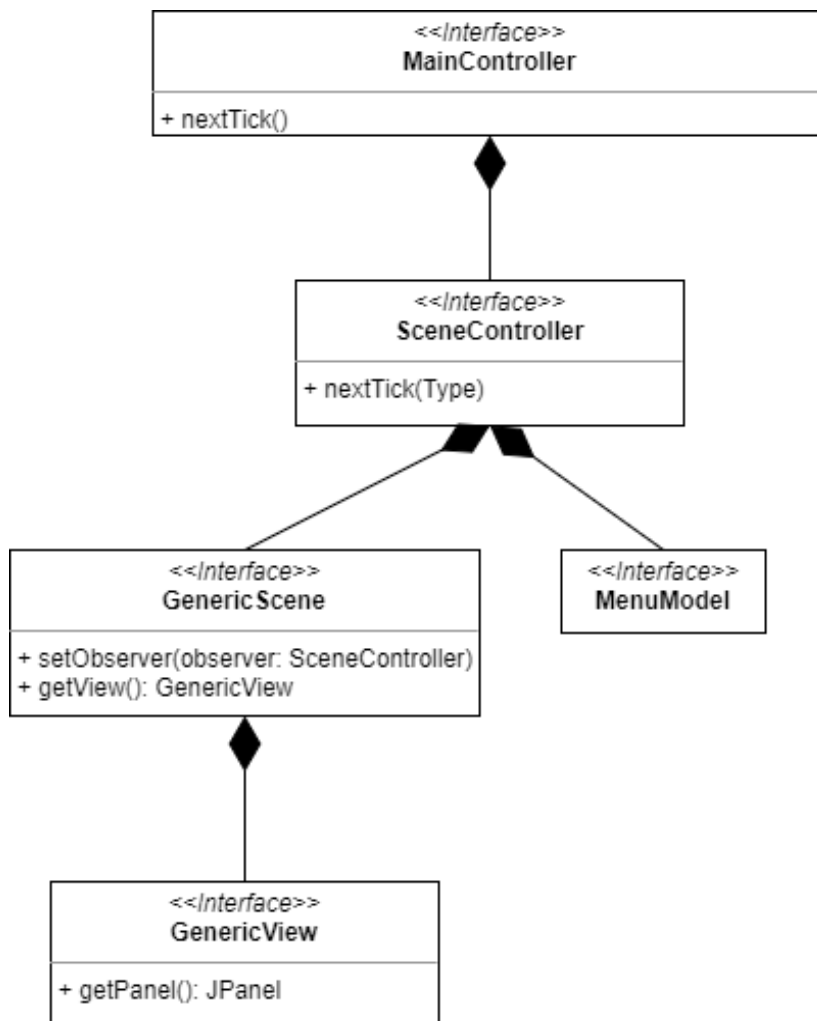 <<Interface>>
MainController
+ nextTick()
<<Interface>>
SceneController
+ nextTick(Type)
<<Interface>>
GenericScene
+ setObserver(observer: SceneController)
+ getView(): GenericView
<<Interface>>
MenuModel
<<Interface>>
GenericView
+ getPanel(): JPanel